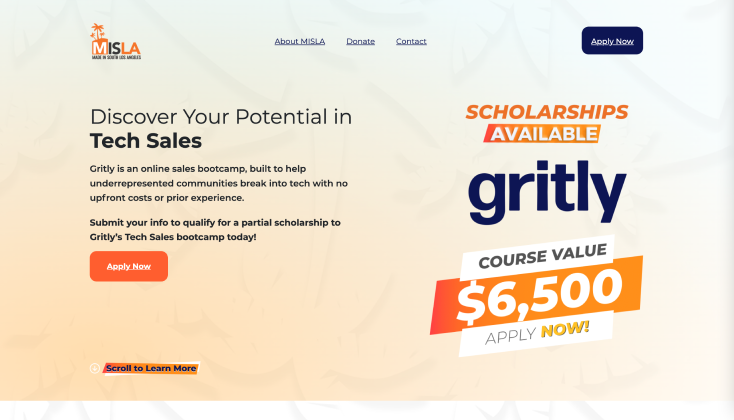 MISLA
MADE IN SOUTH LOS ANGELES
About MISLA
Donate
Contact
Apply Now
Discover Your Potential in
Tech Sales
Gritly is an online sales bootcamp, built to help
underrepresented communities break into tech with no
upfront costs or prior experience.
Submit your info to qualify for a partial scholarship to
Gritly’s Tech Sales bootcamp today!
Apply Now
Scroll to Learn More
SCHOLARSHIPS
AVAILABLE
gritly
COURSE VALUE
$6,500
APPLY NOW!